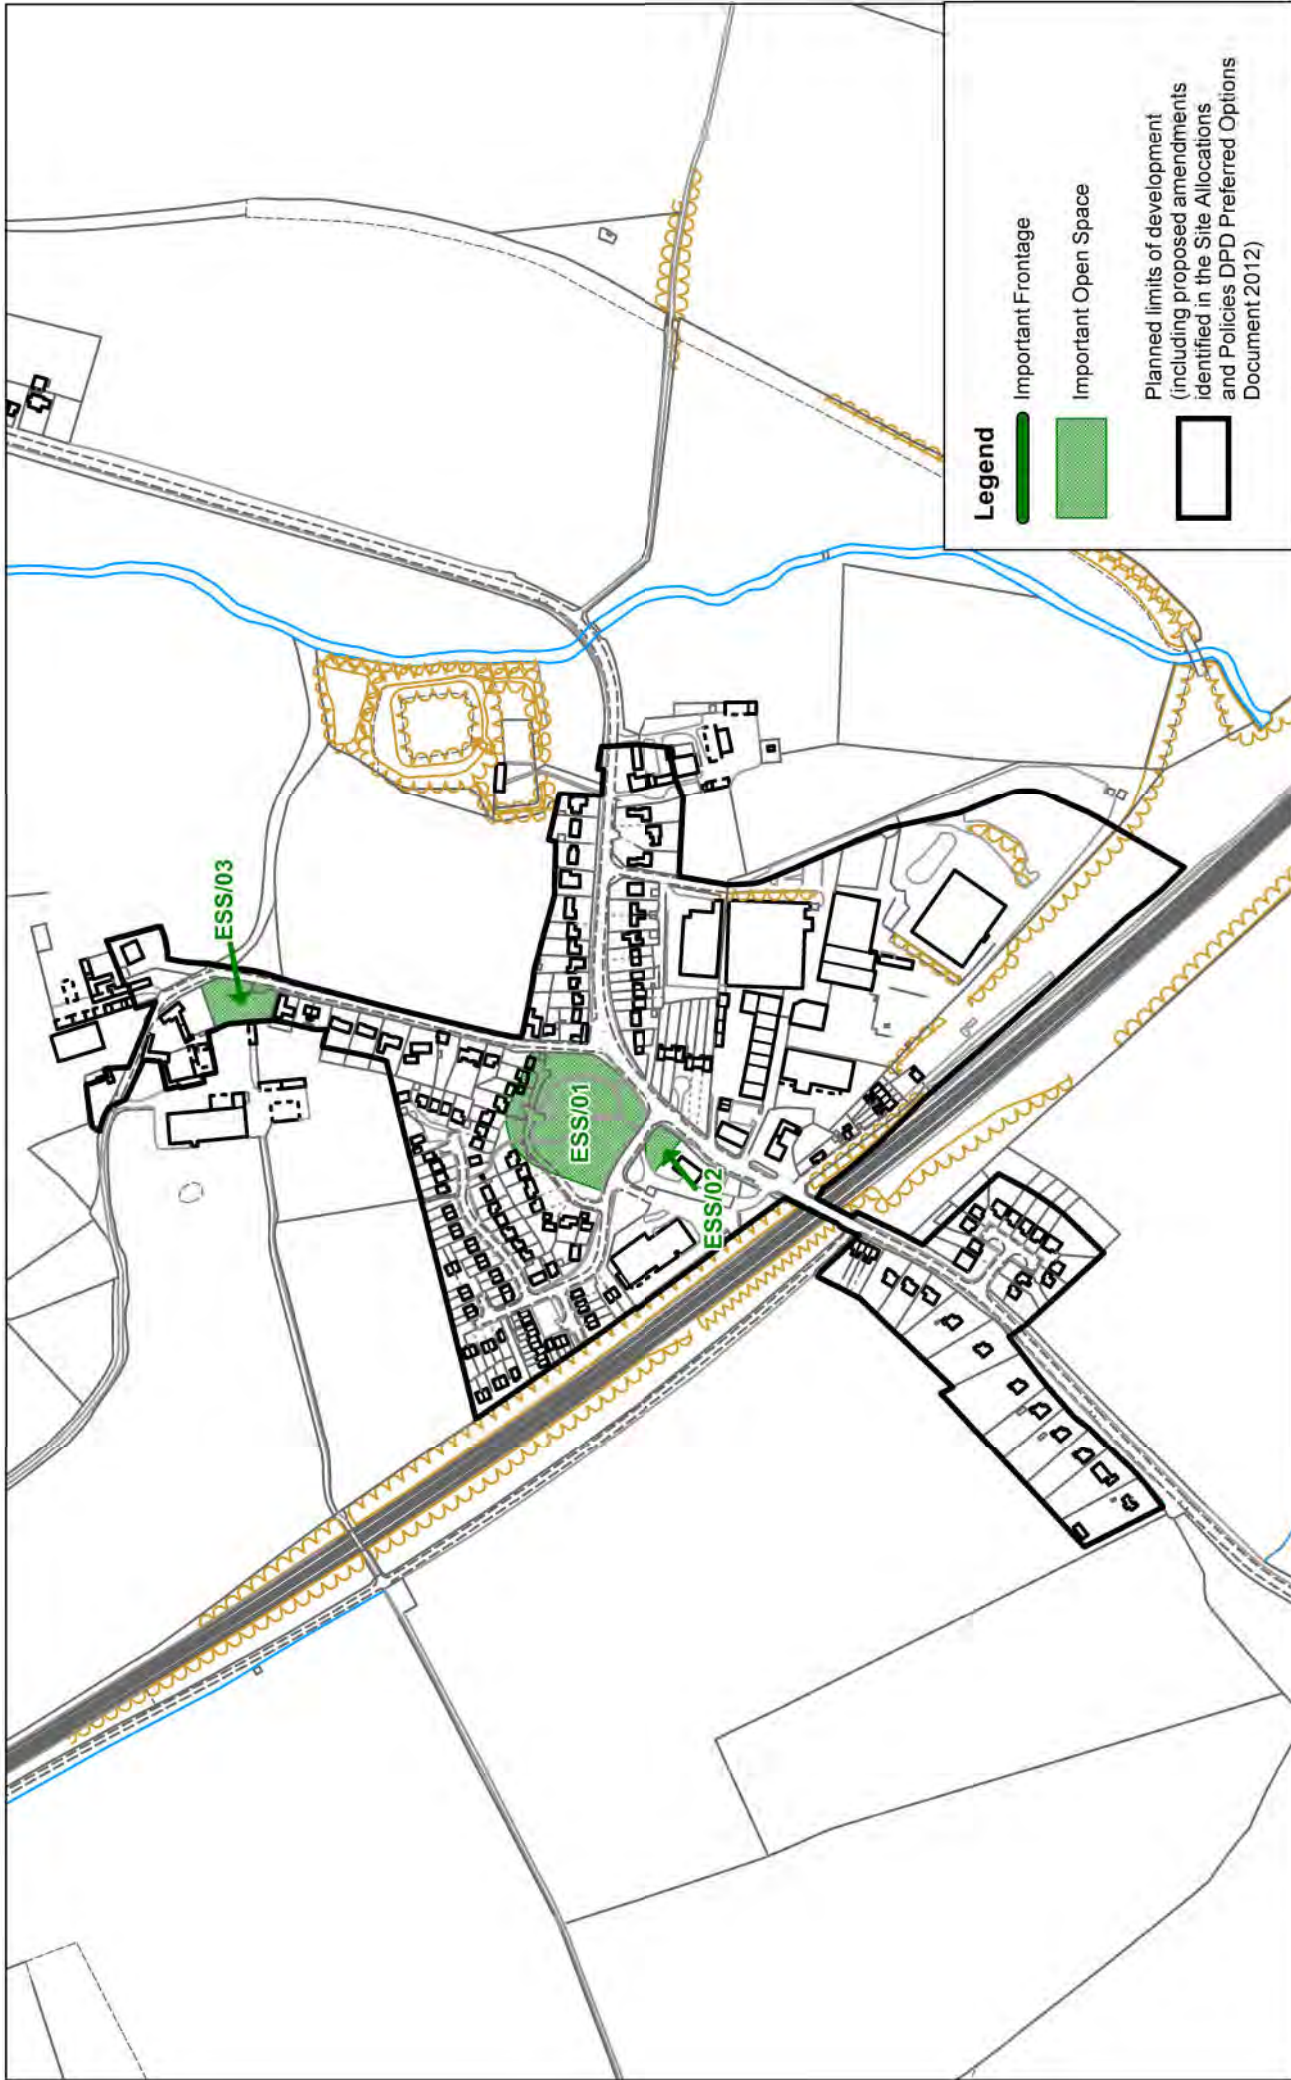 ESS/03
ESS/01
ESS/02
Legend
Important Frontage
Important Open Space
Planned limits of development
(including proposed amendments
identified in the Site Allocations
and Policies DPD Preferred Options
Document 2012)